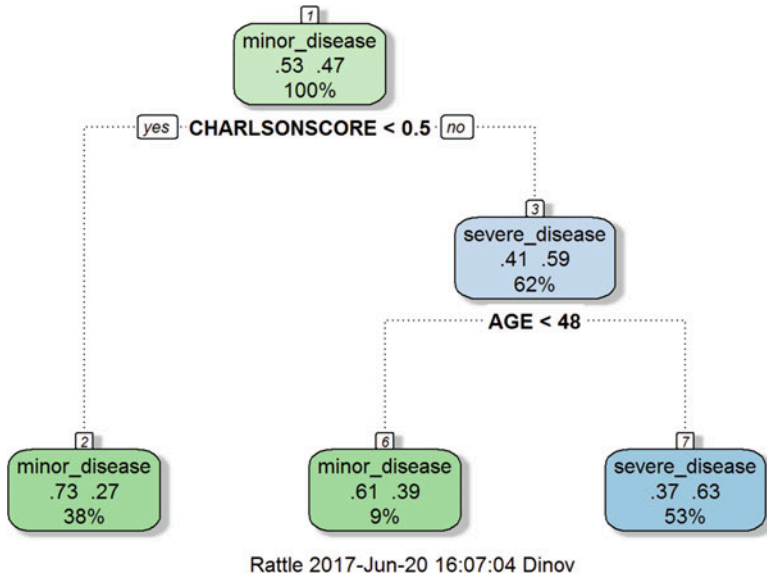 1
minor_disease
.53 .47
100%
yes CHARLSONSCORE < 0.5 no
3
severe_disease
.41 .59
62%
AGE < 48
2
minor_disease
.73 .27
38%
6
minor_disease
.61 .39
9%
7
severe_disease
.37 .63
53%
Rattle 2017-Jun-20 16:07:04 Dinov